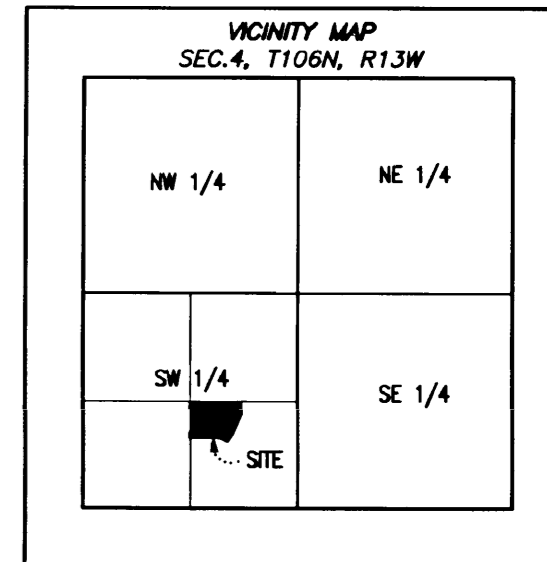 VICINITY MAP
SEC.4, T106N, R13W
NW 1/4
NE 1/4
SW 1/4
SE 1/4
SITE